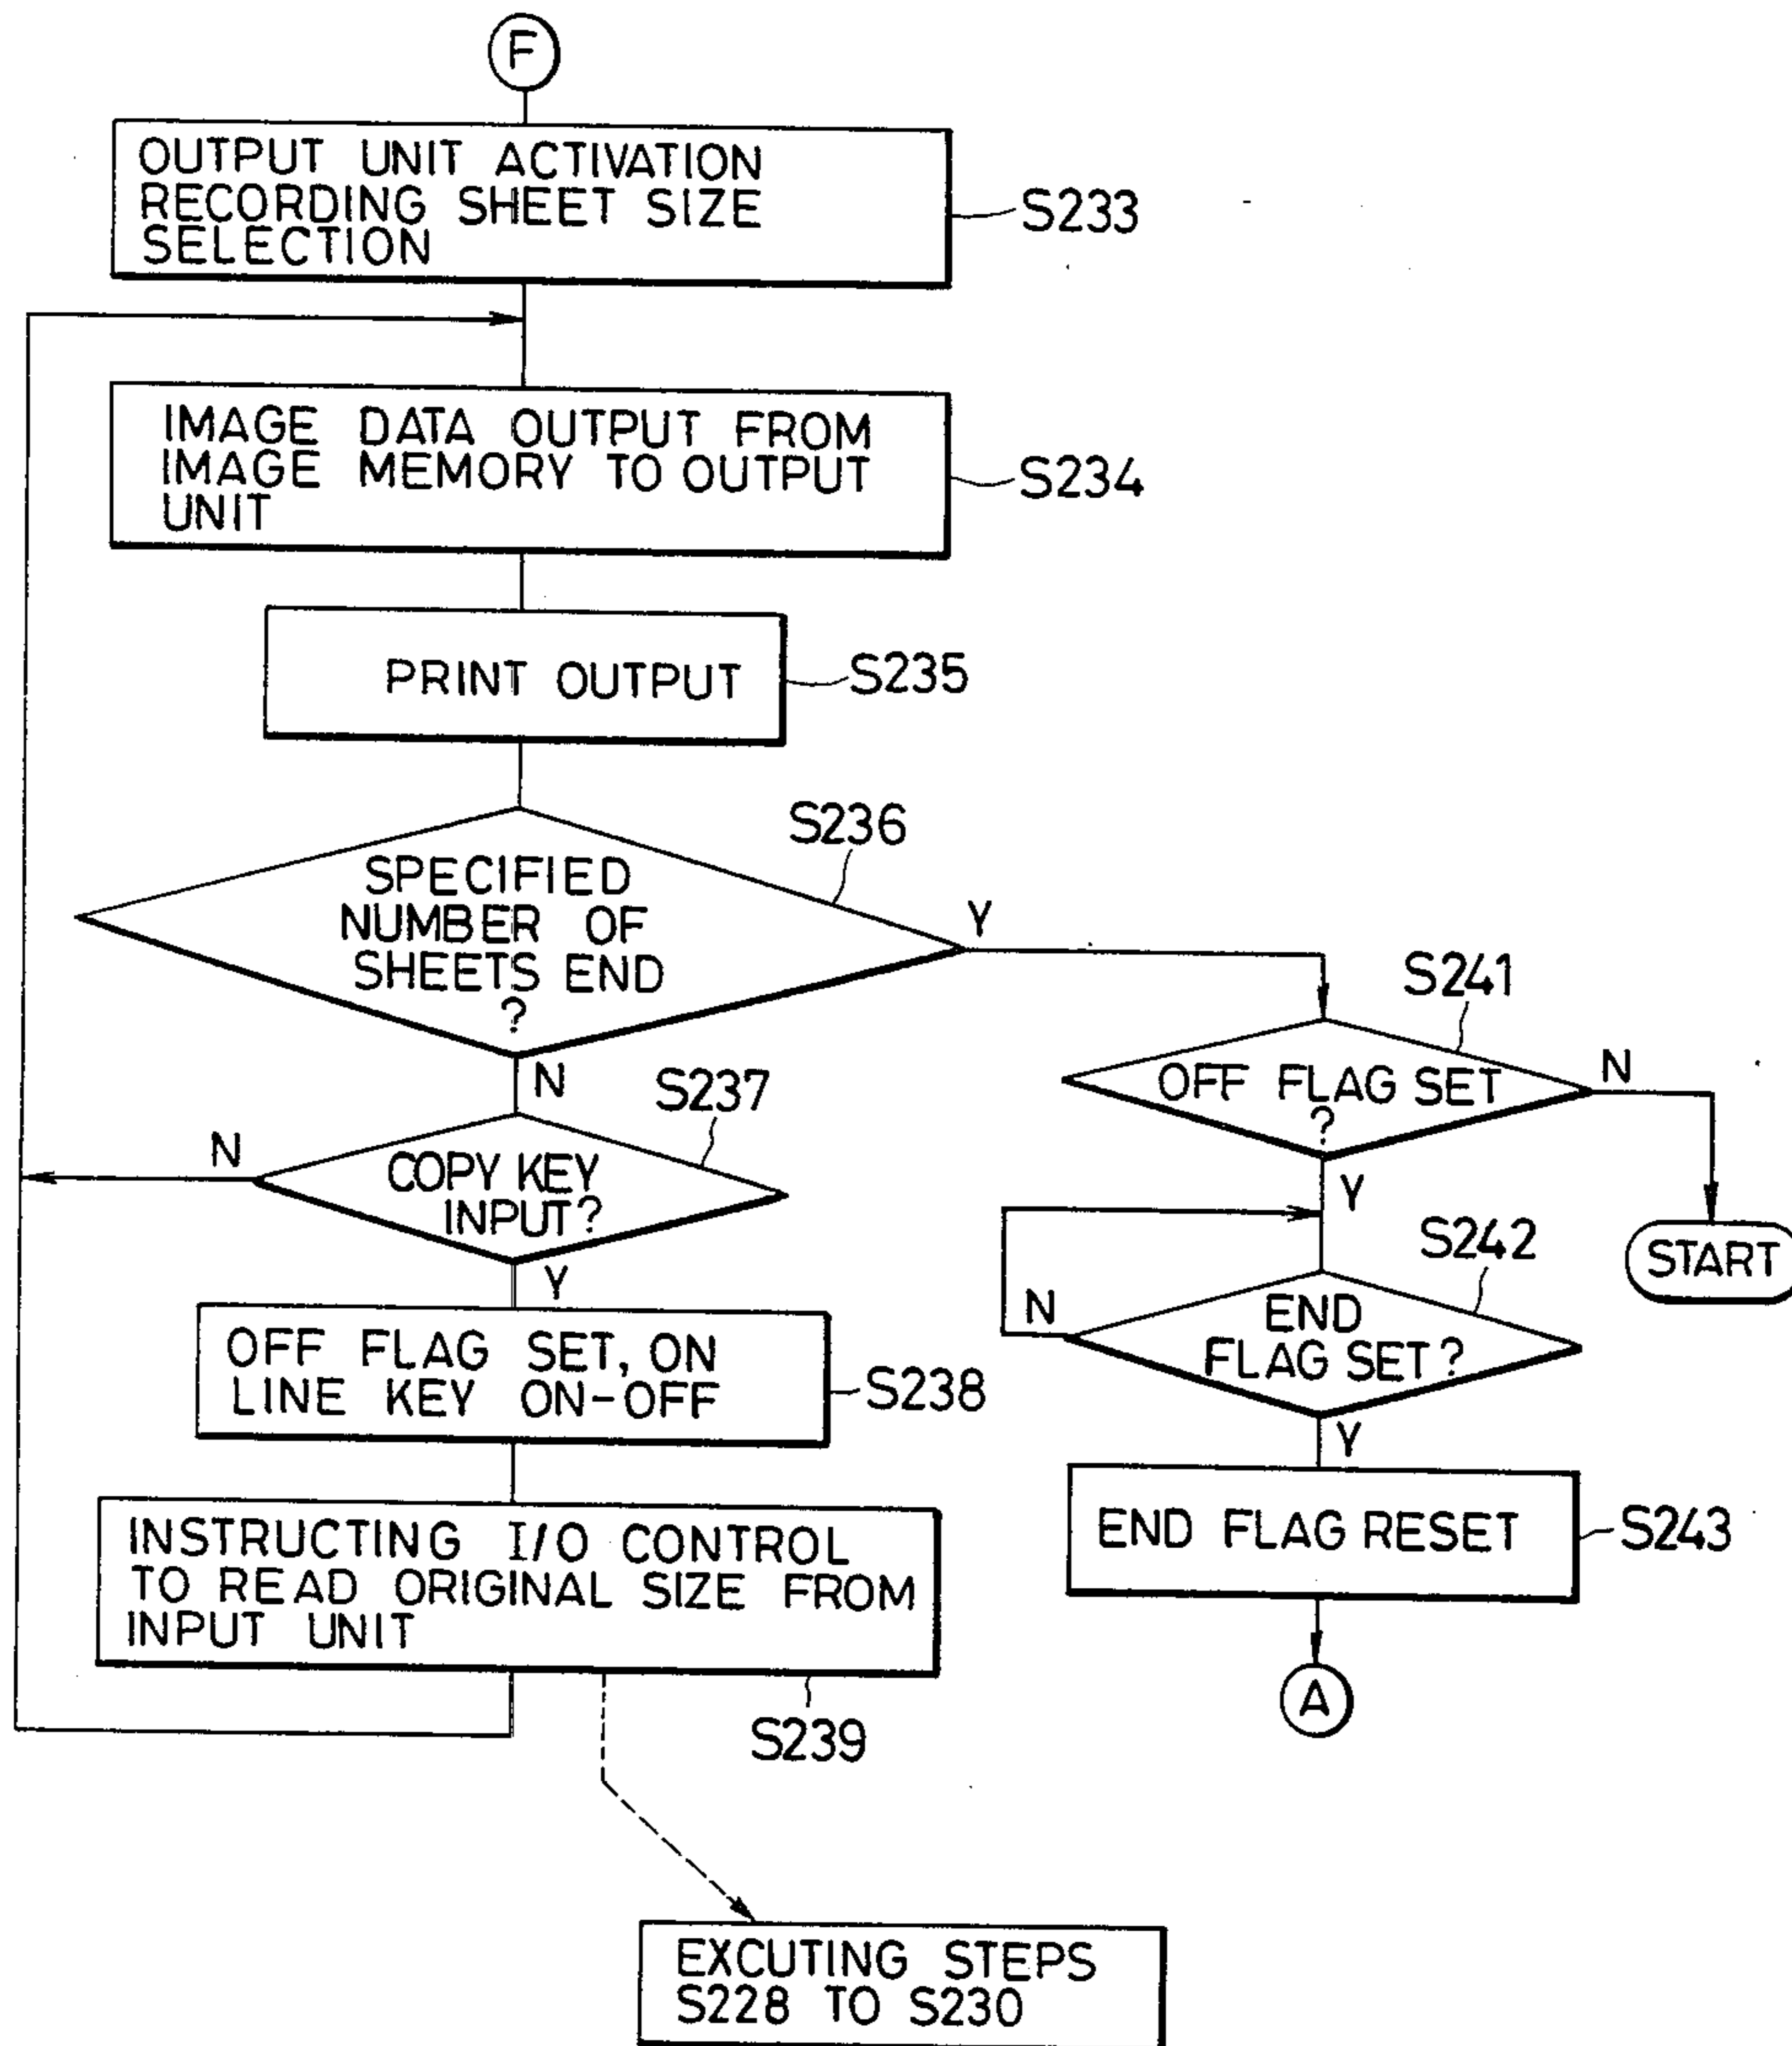 F
OUTPUT UNIT ACTIVATION
RECORDING SHEET SIZE
SELECTION
S233
IMAGE DATA OUTPUT FROM
IMAGE MEMORY TO OUTPUT
UNIT
S234
PRINT OUTPUT
S235
S236
SPECIFIED
NUMBER OF
SHEETS END
?
Y
N
S237
N
COPY KEY
INPUT?
Y
OFF FLAG SET, ON
LINE KEY ON-OFF
S238
INSTRUCTING I/O CONTROL
TO READ ORIGINAL SIZE FROM
INPUT UNIT
S239
EXCUTING STEPS
S228 TO S230
S241
OFF FLAG SET
?
N
Y
START
S242
N
END
FLAG SET?
Y
END FLAG RESET
S243
A